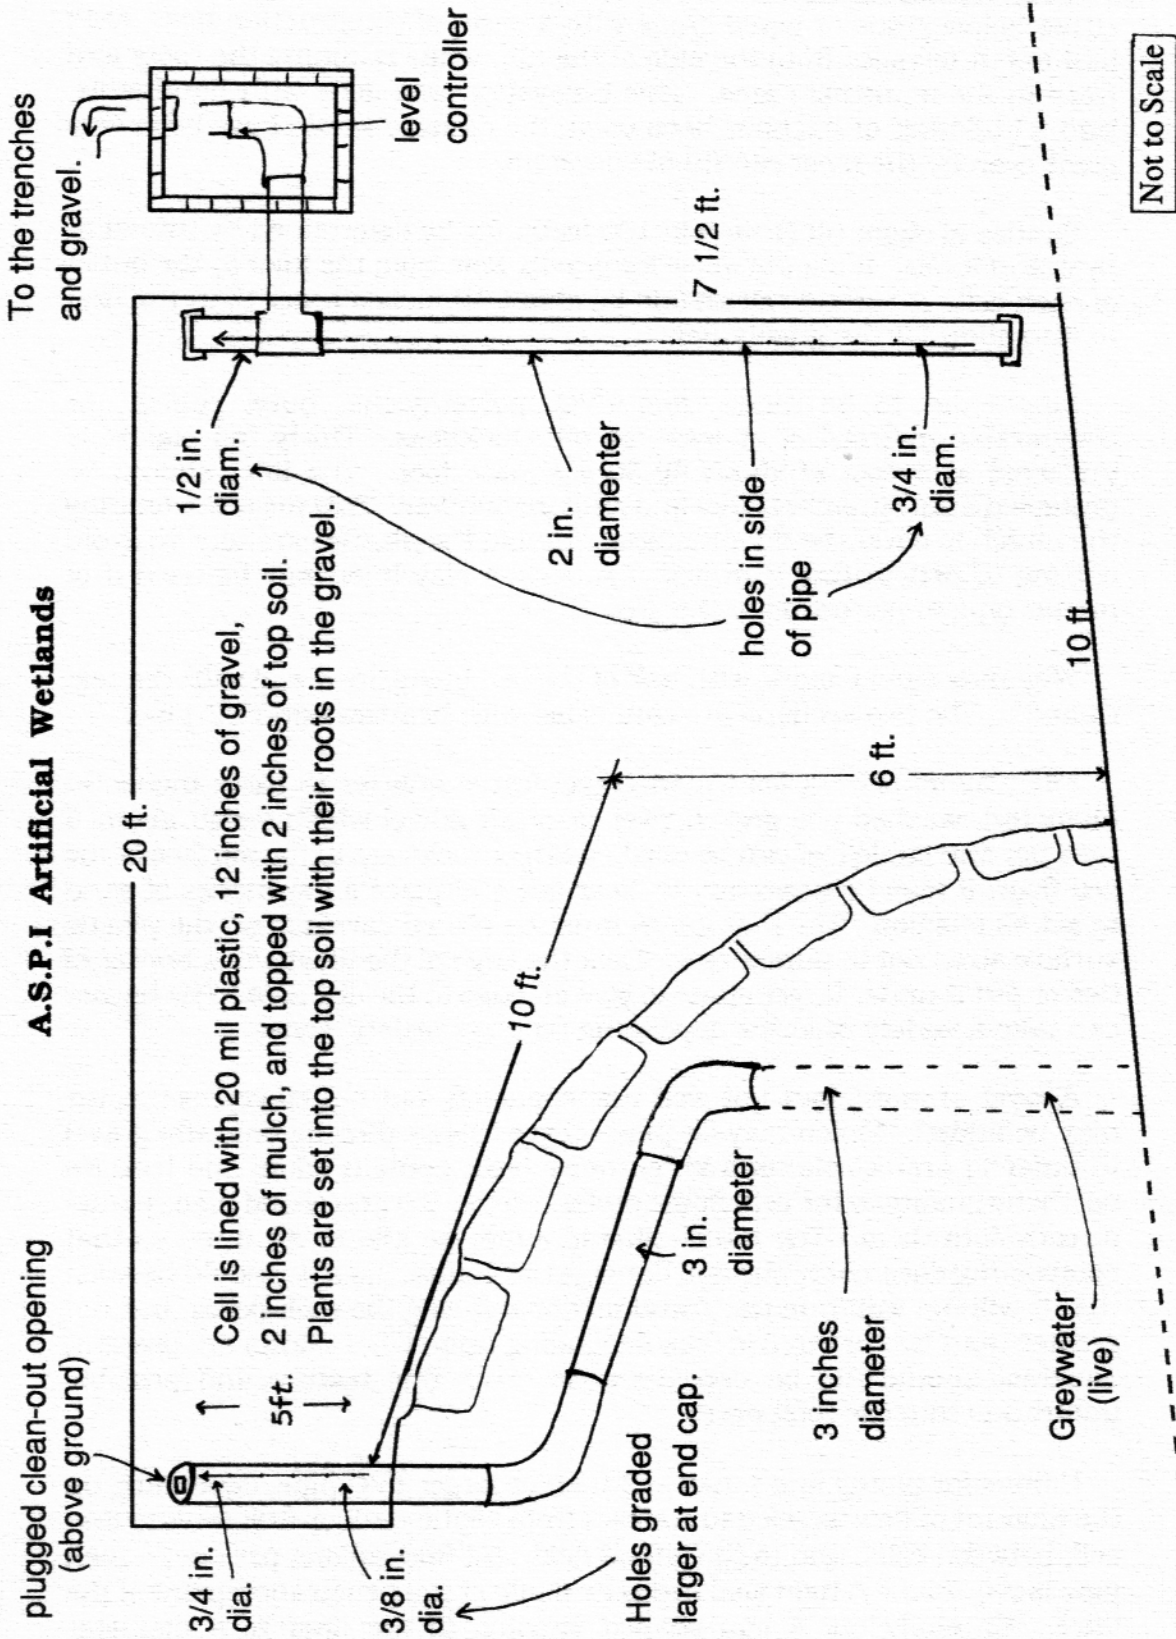 A.S.P.I Artificial Wetlands
plugged clean-out opening
(above ground)
20 ft.
To the trenches
and gravel.
level
controller
3/4 in.
dia.
3/8 in.
dia.
5ft.
Cell is lined with 20 mil plastic, 12 inches of gravel,
2 inches of mulch, and topped with 2 inches of top soil.
Plants are set into the top soil with their roots in the gravel.
1/2 in.
diam.
2 in.
diamenter
holes in side
of pipe
3/4 in.
diam.
7 1/2 ft.
10 ft.
6 ft.
10 ft.
Holes graded
larger at end cap.
3 in.
diameter
3 inches
diameter
Greywater
(live)
Not to Scale